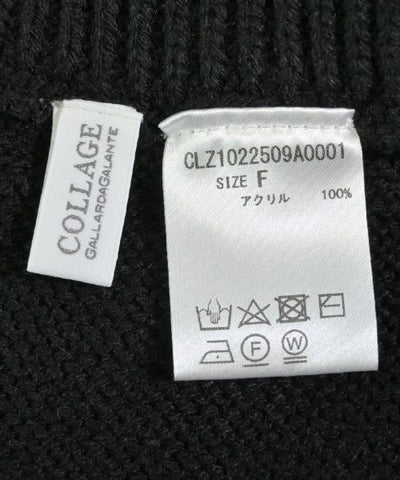 COLLAGE
GALLARDAGALANTE
CLZ1022509A0001
SIZE F
アクリル 100%
F W